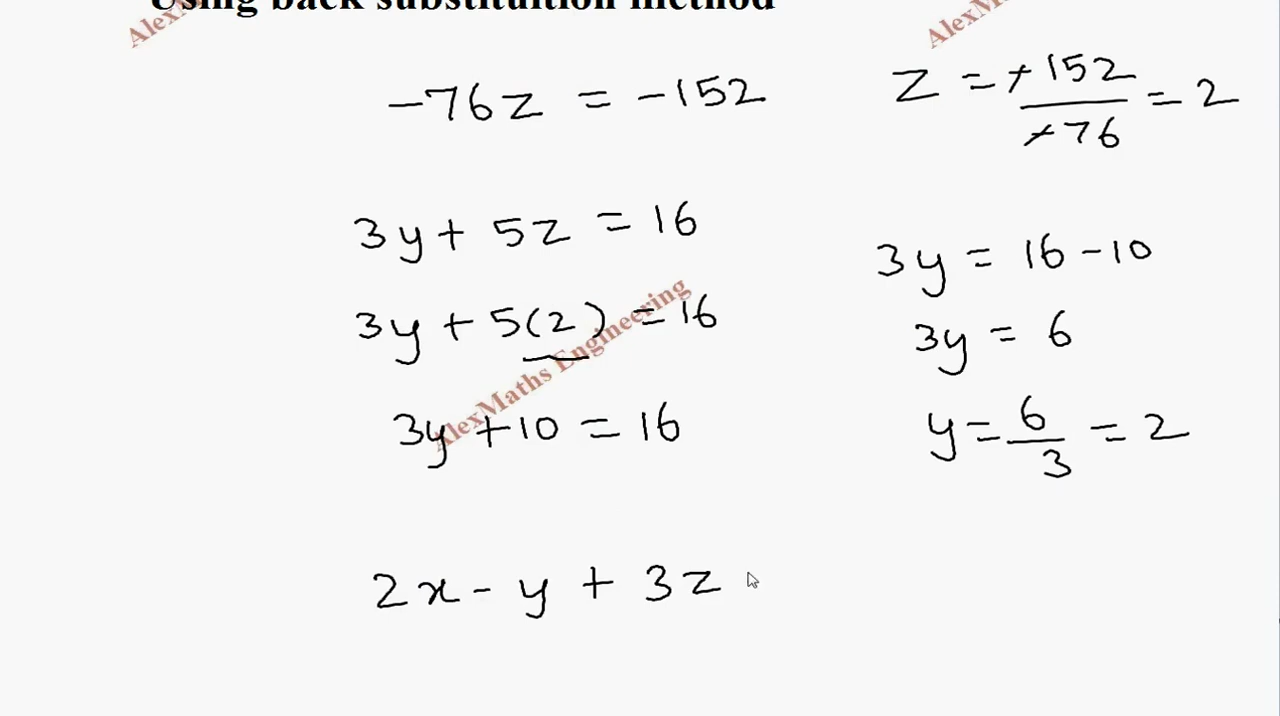 Using back substituition method
-76z = -152
z = -152/-76 = 2
3y + 5z = 16
3y + 5(2) = 16
3y + 10 = 16
3y = 16 - 10
3y = 6
y = 6/3 = 2
2x - y + 3z
AlexMaths Engineering